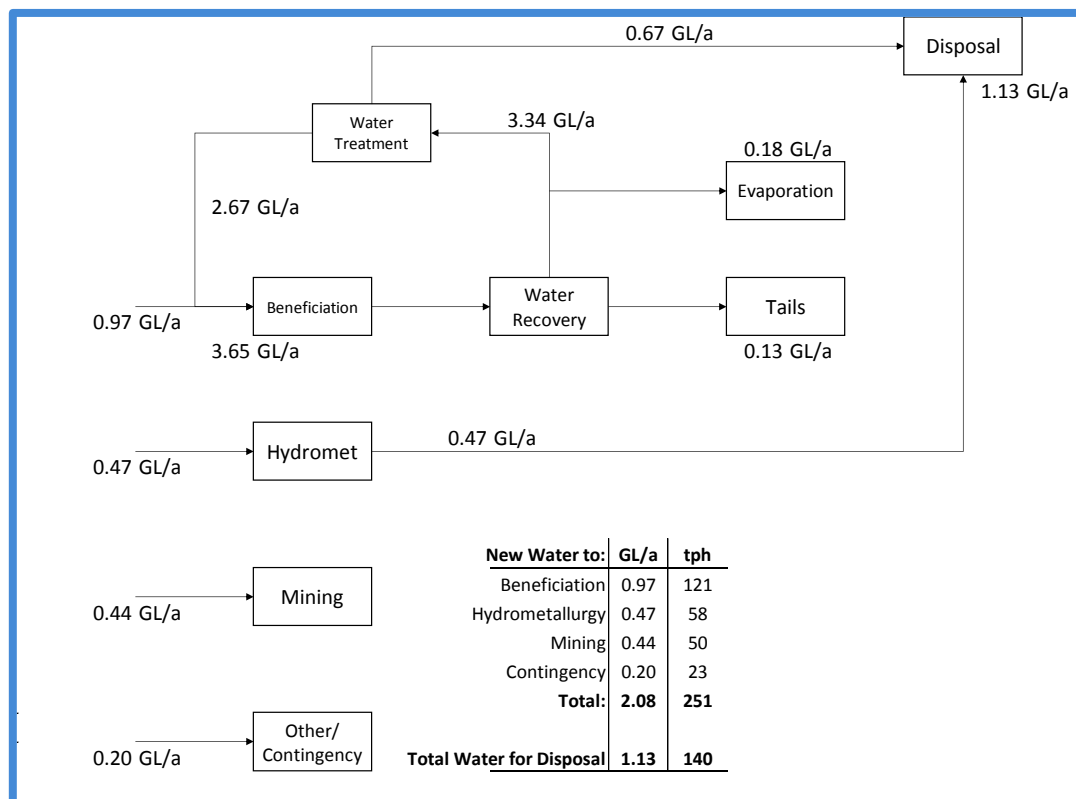 0.67 GL/a
Disposal
1.13 GL/a
Water
Treatment
3.34 GL/a
0.18 GL/a
Evaporation
2.67 GL/a
Beneficiation
Water
Recovery
Tails
0.97 GL/a
3.65 GL/a
0.13 GL/a
Hydromet
0.47 GL/a
0.47 GL/a
New Water to: GL/a tph
Beneficiation 0.97 121
Hydrometallurgy 0.47 58
Mining 0.44 50
Contingency 0.20 23
Total: 2.08 251
Total Water for Disposal 1.13 140
Mining
0.44 GL/a
Other/
Contingency
0.20 GL/a